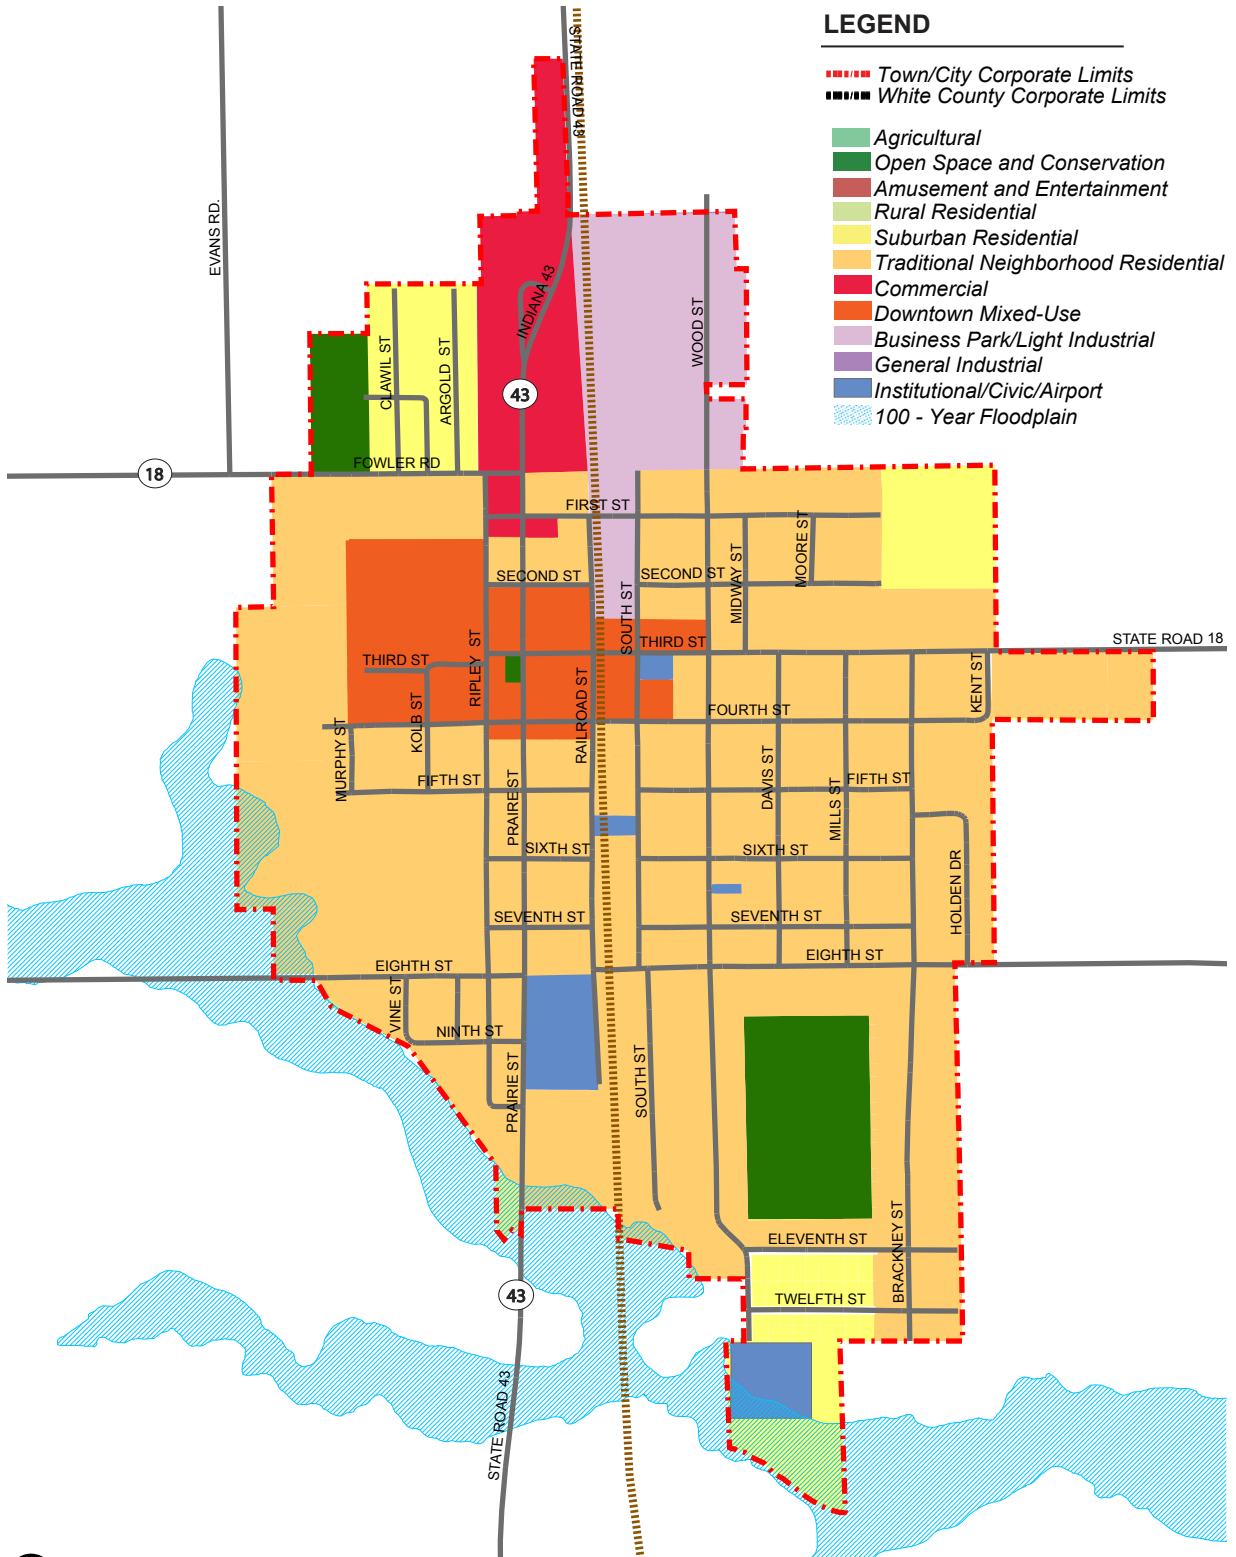 LEGEND
Town/City Corporate Limits
White County Corporate Limits
Agricultural
Open Space and Conservation
Amusement and Entertainment
Rural Residential
Suburban Residential
Traditional Neighborhood Residential
Commercial
Downtown Mixed-Use
Business Park/Light Industrial
General Industrial
Institutional/Civic/Airport
100 - Year Floodplain
STATE ROAD 43
EVANS RD.
INDIANA 43
WOOD ST
CLAWIL ST
ARGOLD ST
43
FOWLER RD
18
FIRST ST
MOORE ST
MIDWAY ST
SECOND ST
SECOND ST
SOUTH ST
THIRD ST
STATE ROAD 18
RIPLEY ST
THIRD ST
KENT ST
RAILROAD ST
KOLB ST
FOURTH ST
MURPHY ST
DAVIS ST
FIFTH ST
FIFTH ST
PRAIRE ST
MILLS ST
SIXTH ST
SIXTH ST
HOLDEN DR
SEVENTH ST
SEVENTH ST
EIGHTH ST
EIGHTH ST
VINE ST
NINTH ST
PRAIRIE ST
SOUTH ST
ELEVENTH ST
BRACKNEY ST
TWELFTH ST
43
STATE ROAD 43